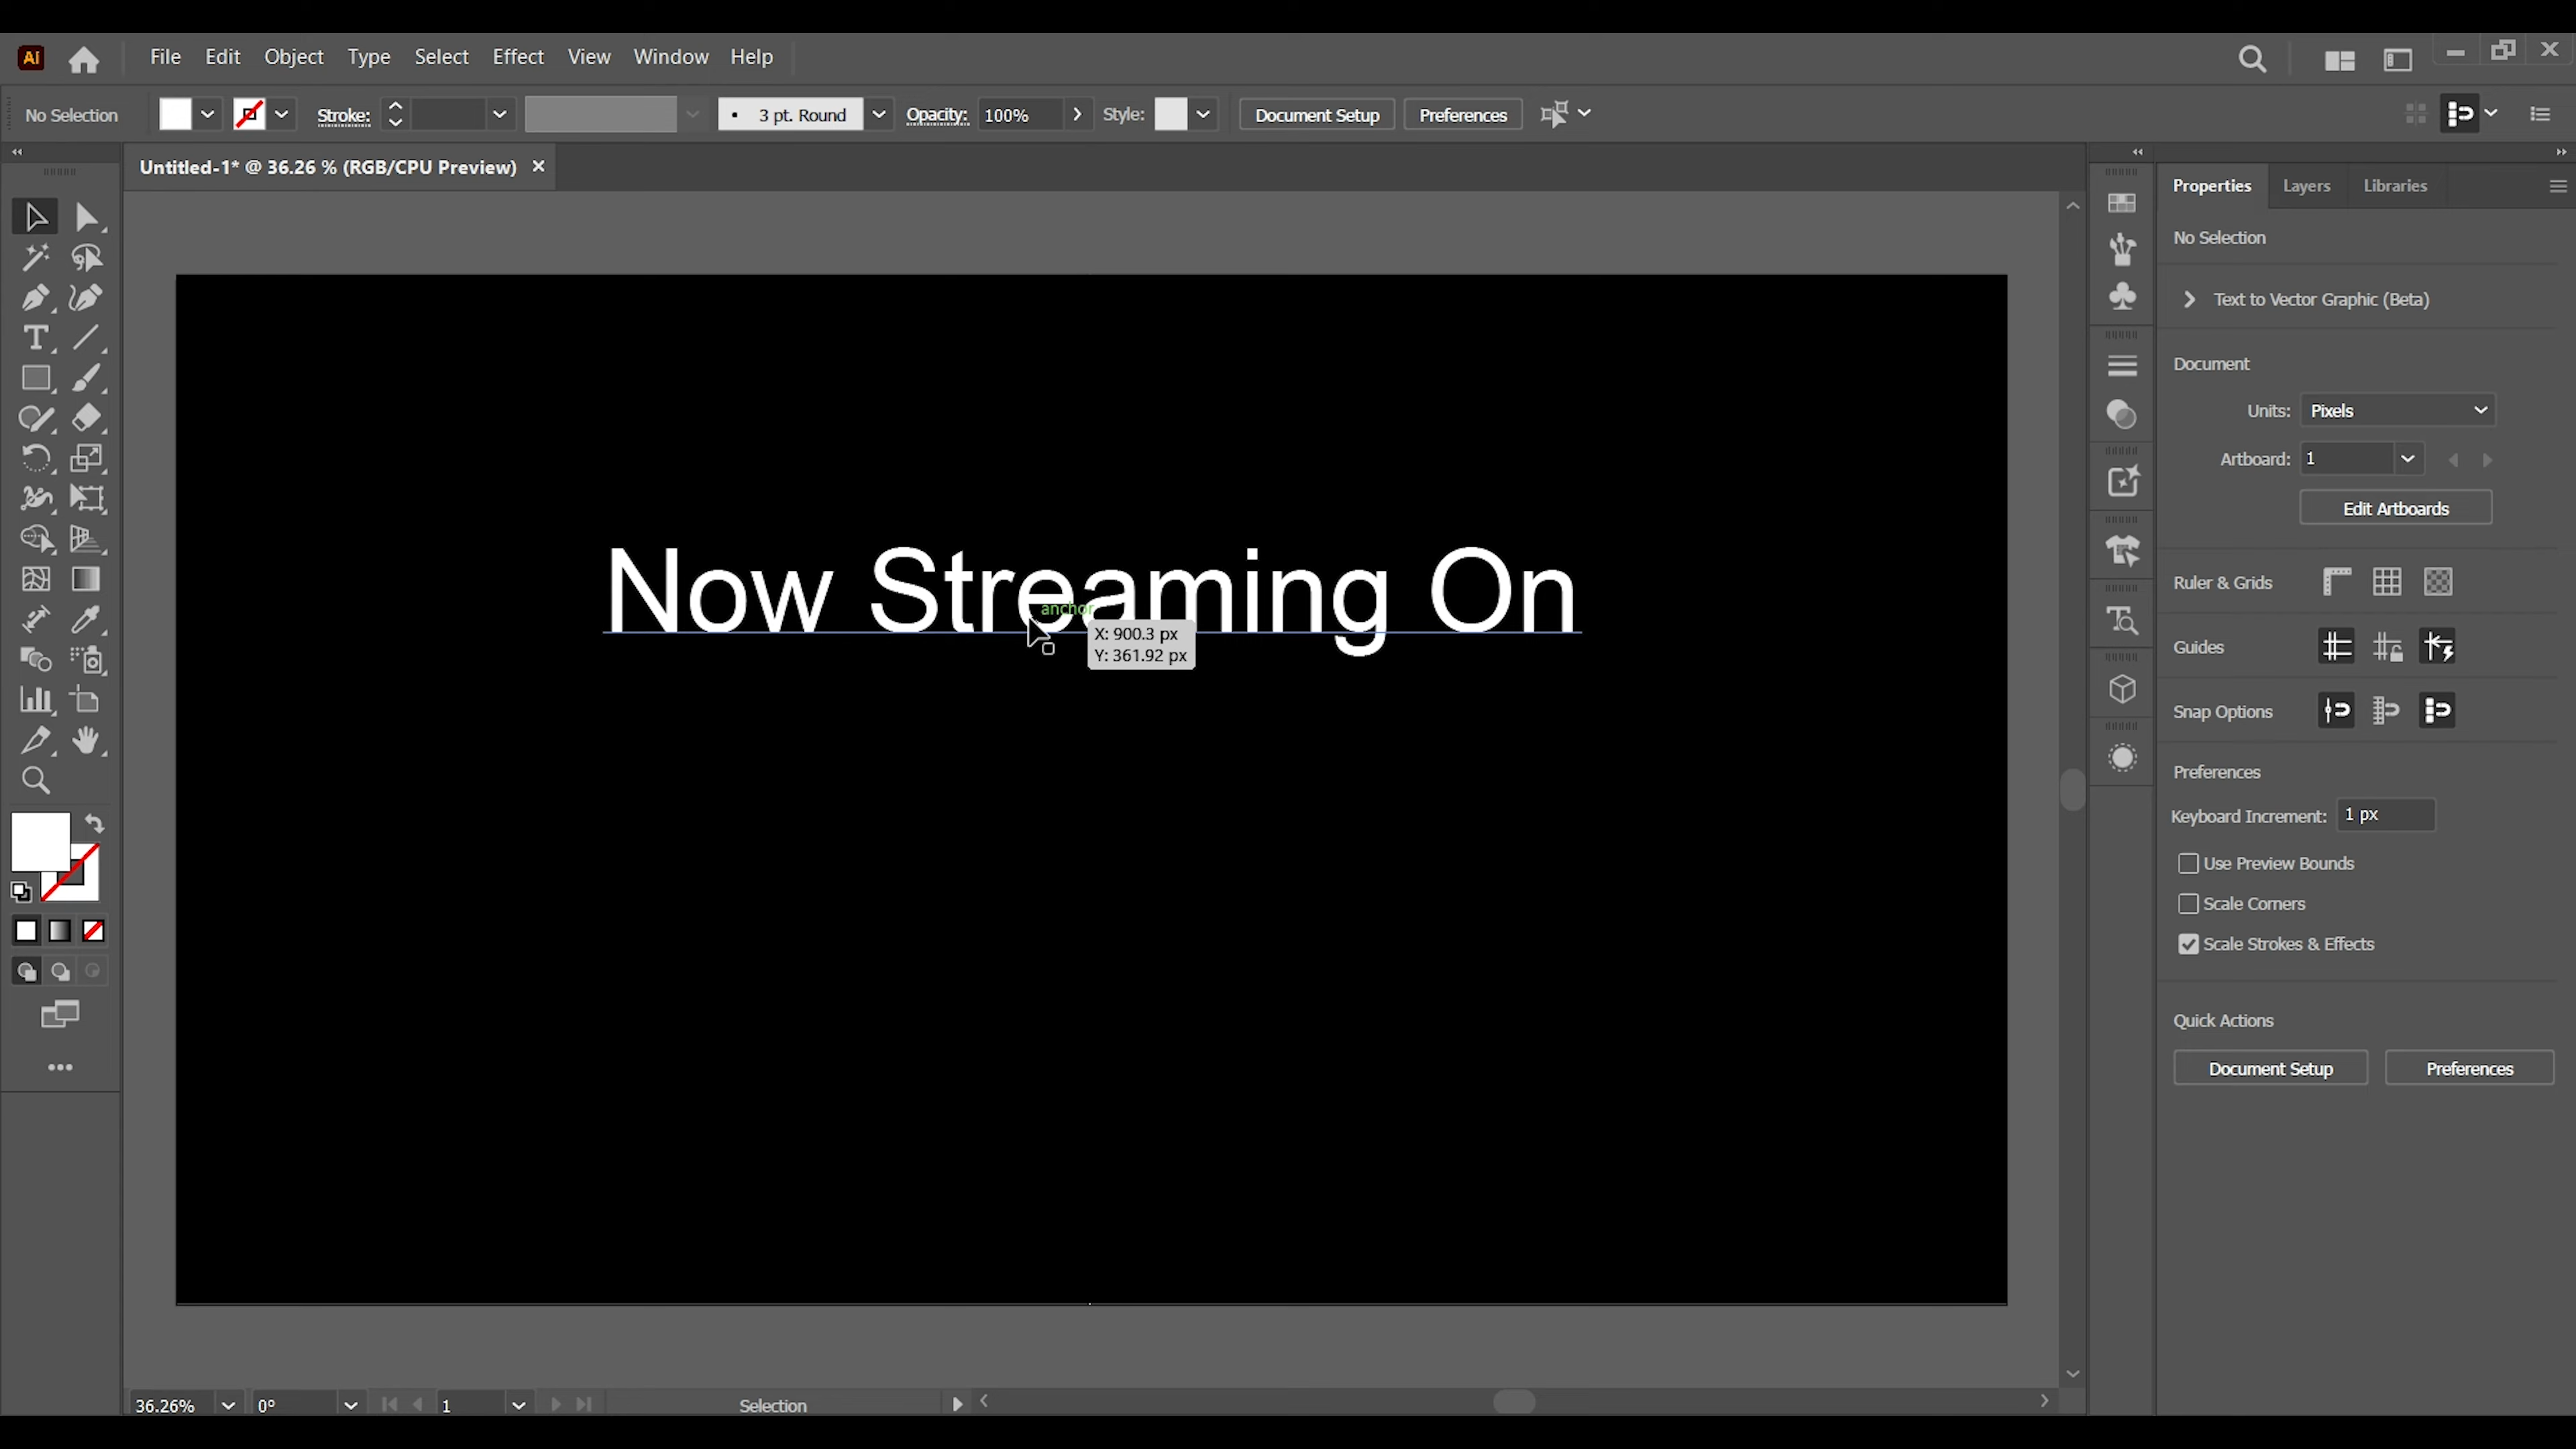 Ai File Edit Object Type Select Effect View Window Help
No Selection Stroke: 3 pt. Round Opacity: 100% Style: Document Setup Preferences
Untitled-1* @ 36.26 % (RGB/CPU Preview)
Properties Layers Libraries
No Selection
Text to Vector Graphic (Beta)
Document
Units: Pixels
Artboard: 1
Edit Artboards
Now Streaming On
anchor
X: 900.3 px
Y: 361.92 px
Ruler & Grids
Guides
Snap Options
Preferences
Keyboard Increment: 1 px
Use Preview Bounds
Scale Corners
Scale Strokes & Effects
Quick Actions
Document Setup Preferences
36.26% 0° 1 Selection